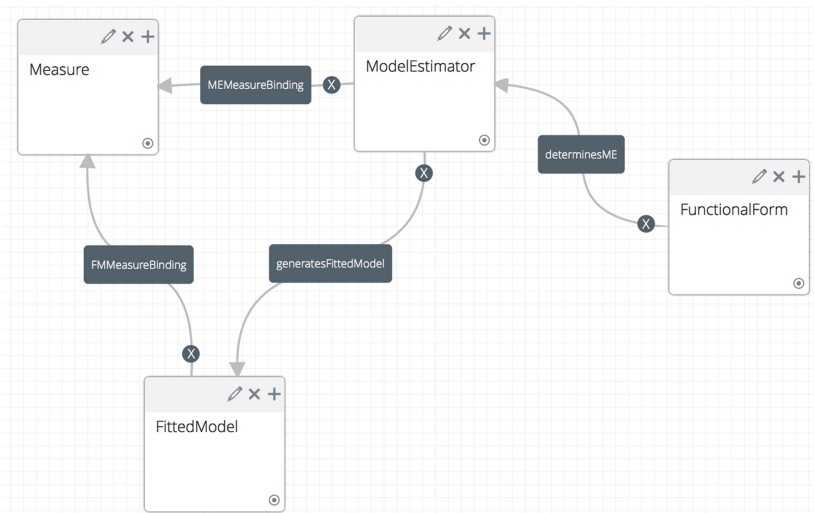 Measure
MEMeasureBinding
X
ModelEstimator
determinesME
X
FunctionalForm
X
FMMeasureBinding
generatesFittedModel
X
FittedModel